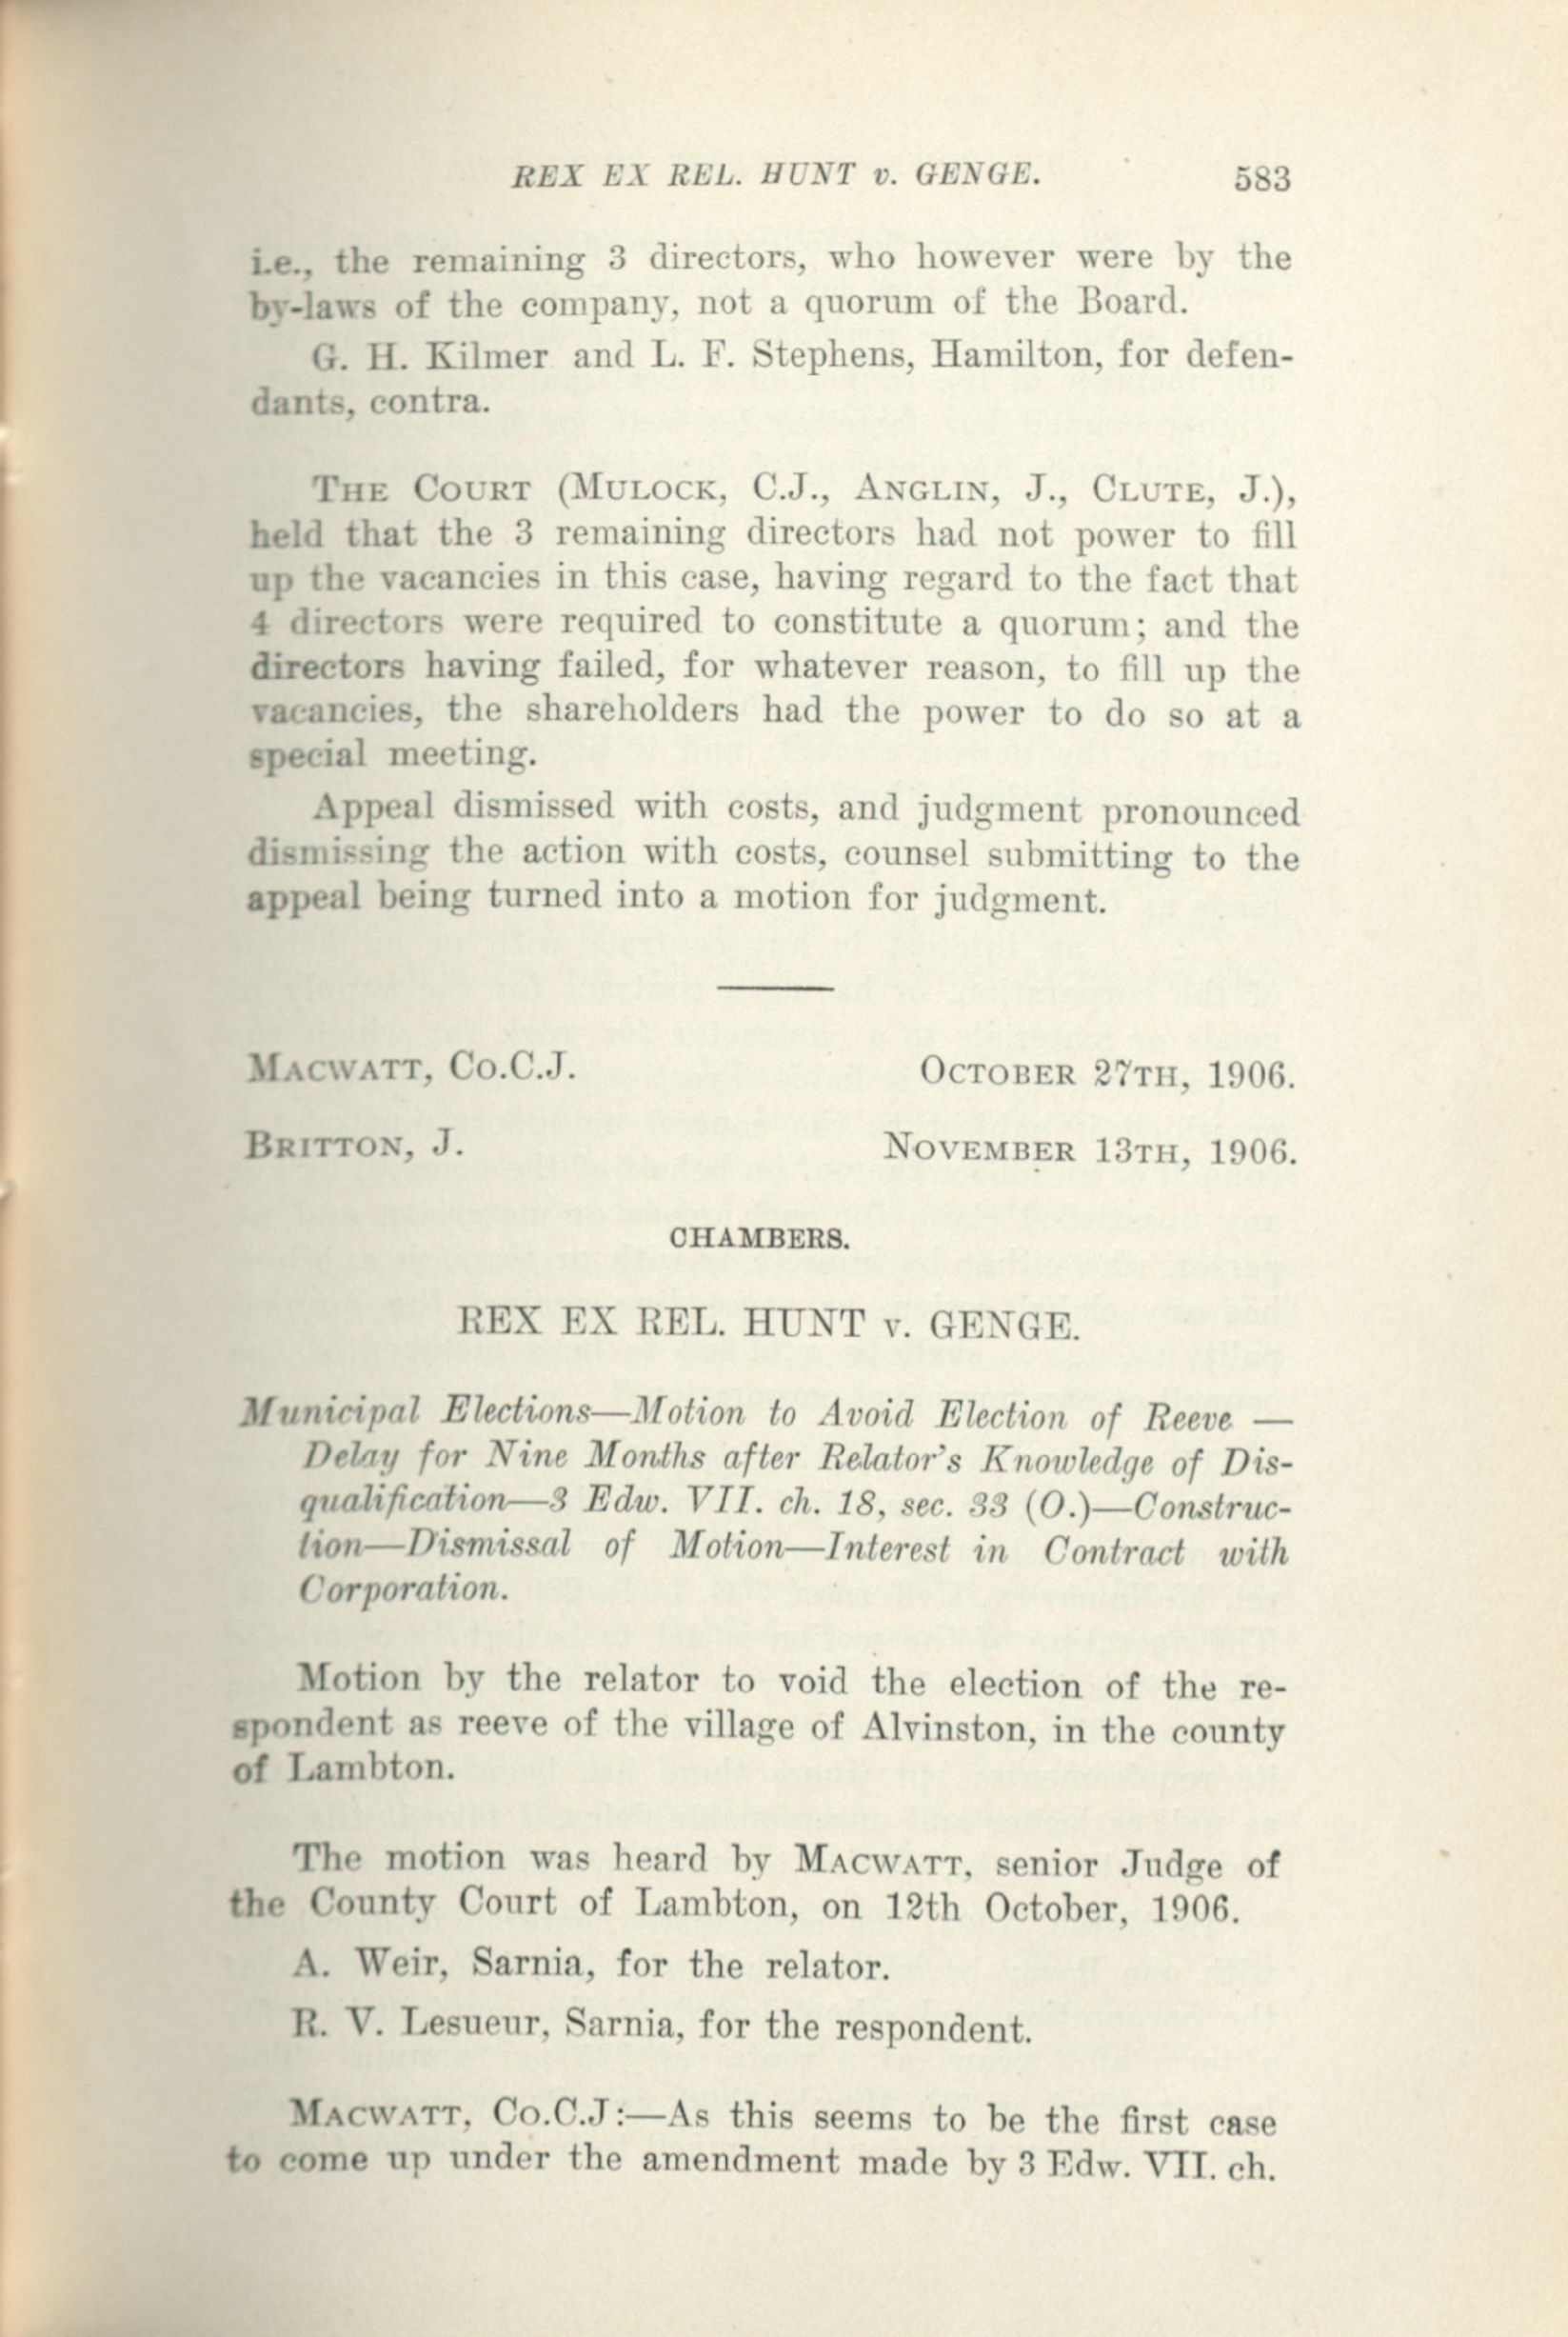 REX EX REL. HUNT v. GENGE. 583
i.e., the remaining 3 directors, who however were by the
by-laws of the company, not a quorum of the Board.
G. H. Kilmer and L. F. Stephens, Hamilton, for defen-
dants, contra.
THE COURT (MULOCK, C.J., ANGLIN, J., CLUTE, J.),
held that the 3 remaining directors had not power to fill
up the vacancies in this case, having regard to the fact that
4 directors were required to constitute a quorum; and the
directors having failed, for whatever reason, to fill up the
vacancies, the shareholders had the power to do so at a
special meeting.
Appeal dismissed with costs, and judgment pronounced
dismissing the action with costs, counsel submitting to the
appeal being turned into a motion for judgment.
MACWATT, CO.C.J. OCTOBER 27TH, 1906.
BRITTON, J. NOVEMBER 13TH, 1906.
CHAMBERS.
REX EX REL. HUNT v. GENGE.
Municipal Elections—Motion to Avoid Election of Reeve —
Delay for Nine Months after Relator's Knowledge of Dis-
qualification—3 Edw. VII. ch. 18, sec. 33 (O.)—Construc-
tion—Dismissal of Motion—Interest in Contract with
Corporation.
Motion by the relator to void the election of the re-
spondent as reeve of the village of Alvinston, in the county
of Lambton.
The motion was heard by MACWATT, senior Judge of
the County Court of Lambton, on 12th October, 1906.
A. Weir, Sarnia, for the relator.
R. V. Lesueur, Sarnia, for the respondent.
MACWATT, CO.C.J:—As this seems to be the first case
to come up under the amendment made by 3 Edw. VII. ch.